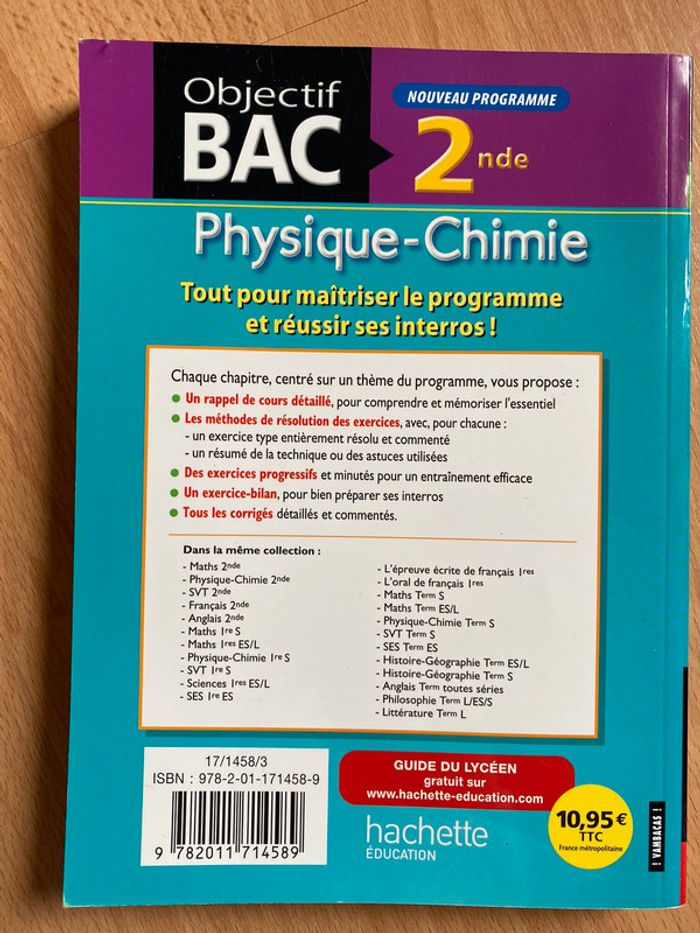 Objectif
BAC
NOUVEAU PROGRAMME
2nde
Physique-Chimie
Tout pour maîtriser le programme
et réussir ses interros !
Chaque chapitre, centré sur un thème du programme, vous propose :
● Un rappel de cours détaillé, pour comprendre et mémoriser l'essentiel
● Les méthodes de résolution des exercices, avec, pour chacune :
- un exercice type entièrement résolu et commenté
- un résumé de la technique ou des astuces utilisées
● Des exercices progressifs et minutés pour un entraînement efficace
● Un exercice-bilan, pour bien préparer ses interros
● Tous les corrigés détaillés et commentés.
Dans la même collection :
- Maths 2nde
- Physique-Chimie 2nde
- SVT 2nde
- Français 2nde
- Anglais 2nde
- Maths 1re S
- Maths 1res ES/L
- Physique-Chimie 1re S
- SVT 1re S
- Sciences 1res ES/L
- SES 1re ES
- L'épreuve écrite de français 1res
- L'oral de français 1res
- Maths Term S
- Maths Term ES/L
- Physique-Chimie Term S
- SVT Term S
- SES Term ES
- Histoire-Géographie Term ES/L
- Histoire-Géographie Term S
- Anglais Term toutes séries
- Philosophie Term L/ES/S
- Littérature Term L
17/1458/3
ISBN : 978-2-01-171458-9
9 782011 714589
GUIDE DU LYCÉEN
gratuit sur
www.hachette-education.com
hachette
ÉDUCATION
10,95 €
TTC
France métropolitaine
! VAMBACAS !